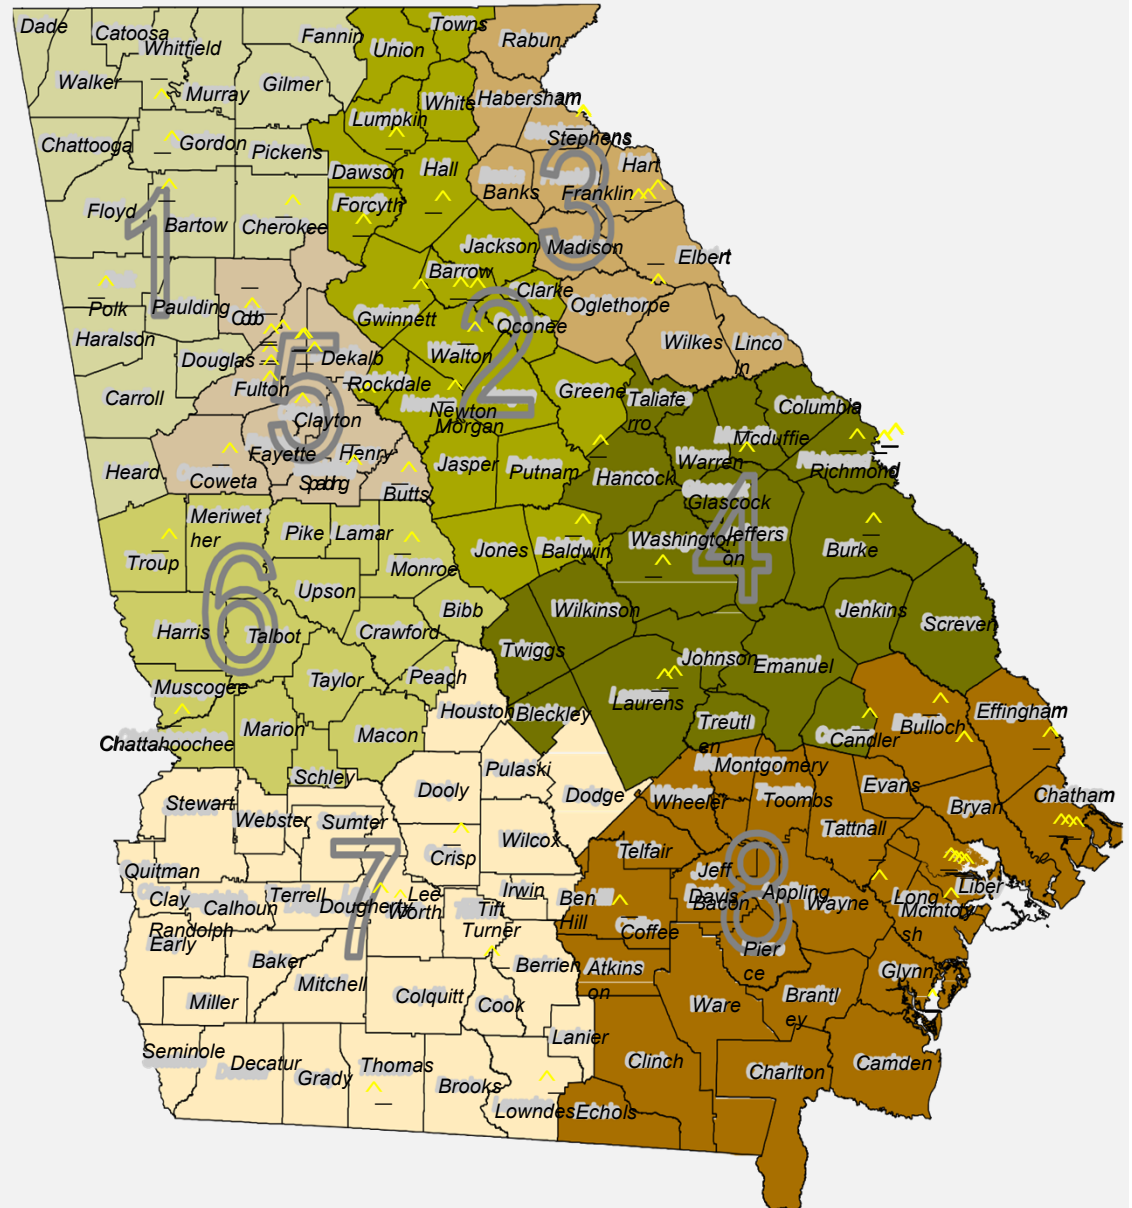 Dade
Catoosa
Whitfield
Fannin
Towns
Union
Rabun
Walker
Murray
Gilmer
White
Habersham
Lumpkin
Stephens
Chattooga
Gordon
Pickens
Dawson
Hall
Banks
Franklin
Floyd
Bartow
Cherokee
Forcyth
3
1
Jackson
Madison
Elbert
Barrow
Clarke
Oglethorpe
Polk
Paulding
Gwinnett
2
Oconee
Haralson
Douglas
5
Dekalb
Walton
Wilkes
Linco
ln
Carroll
Fulton
Rockdale
Newton
Morgan
Greene
Taliafe
rro
Columbia
Clayton
Mcduffie
Heard
Coweta
Fayette
Henry
Butts
Jasper
Putnam
Hancock
Warren
Richmond
Glascock
4
Meriwet
her
Pike
Lamar
Troup
Monroe
Jones
Baldwin
Washington
Jeffers
on
Burke
6
Upson
Bibb
Wilkinson
Jenkins
Screven
Harris
Talbot
Crawford
Twiggs
Johnson
Emanuel
Muscogee
Taylor
Peach
Laurens
Houston
Bleckley
Treutl
en
Candler
Bulloch
Effingham
Chattahoochee
Marion
Macon
Schley
Pulaski
Dooly
Dodge
Montgomery
Wheeler
Toombs
Evans
Bryan
Chatham
Stewart
Webster
Sumter
Tattnall
7
Crisp
Wilcox
Telfair
8
Quitman
Clay
Randolph
Calhoun
Terrell
Dougherty
Lee
Worth
Irwin
Tift
Turner
Ben
Hill
Coffee
Jeff
Davis
Bacon
Appling
Wayne
Long
Liber
ty
McInto
sh
Early
Baker
Mitchell
Berrien
Atkins
on
Pier
ce
Glynn
Miller
Colquitt
Cook
Ware
Brantl
ey
Seminole
Decatur
Grady
Thomas
Brooks
Lanier
Clinch
Charlton
Camden
Lowndes
Echols